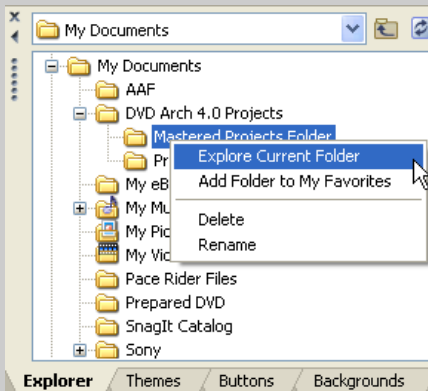 My Documents
My Documents
AAF
DVD Arch 4.0 Projects
Mastered Projects Folder
Explore Current Folder
Add Folder to My Favorites
Delete
Rename
Pr
My eB
My Mu
My Pic
My Vic
Pace Rider Files
Prepared DVD
SnagIt Catalog
Sony
Explorer Themes Buttons Backgrounds